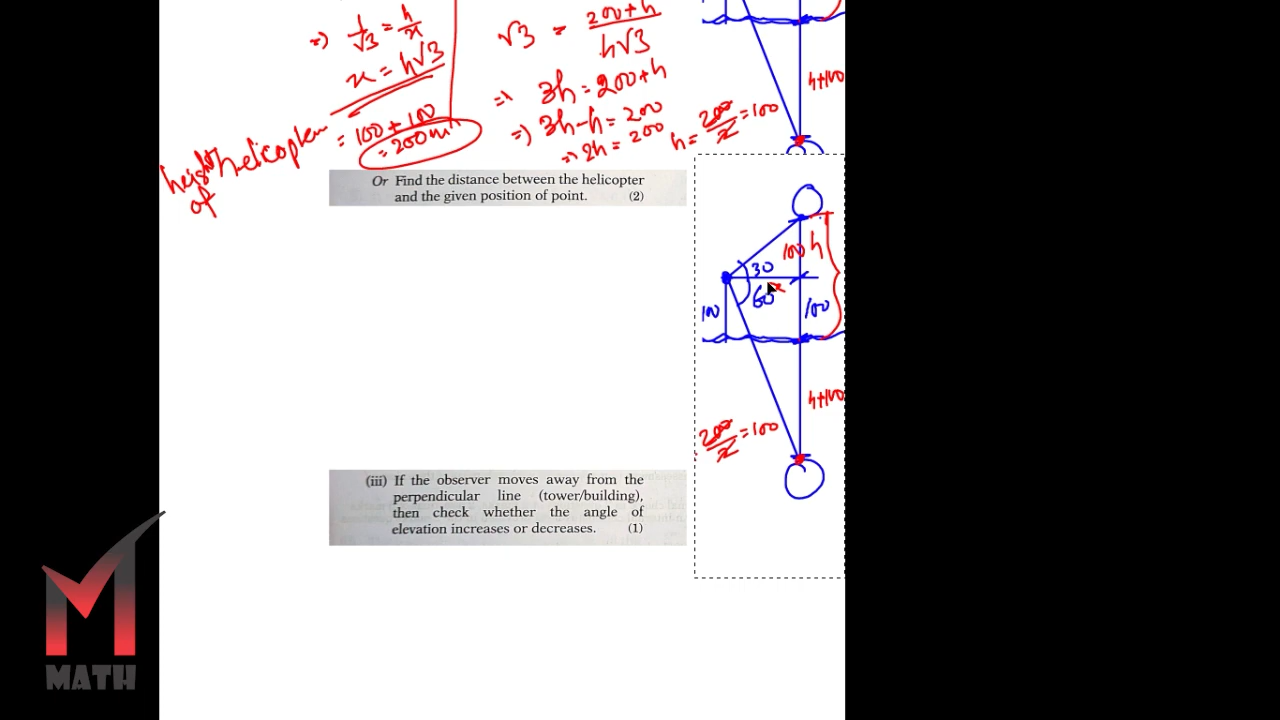 =) 1/√3 = h/x
x = h√3
√3 = 200+h / h√3
=) 3h = 200+h
=) 3h-h = 200
=) 2h = 200
h = 200/2 = 100
height of helicopter
= 100 + 100
= 200m
h+100
Or Find the distance between the helicopter
and the given position of point. (2)
100 h
30
60
x
100
100
h+100
200/2 = 100
(iii) If the observer moves away from the
perpendicular line (tower/building),
then check whether the angle of
elevation increases or decreases. (1)
MATH